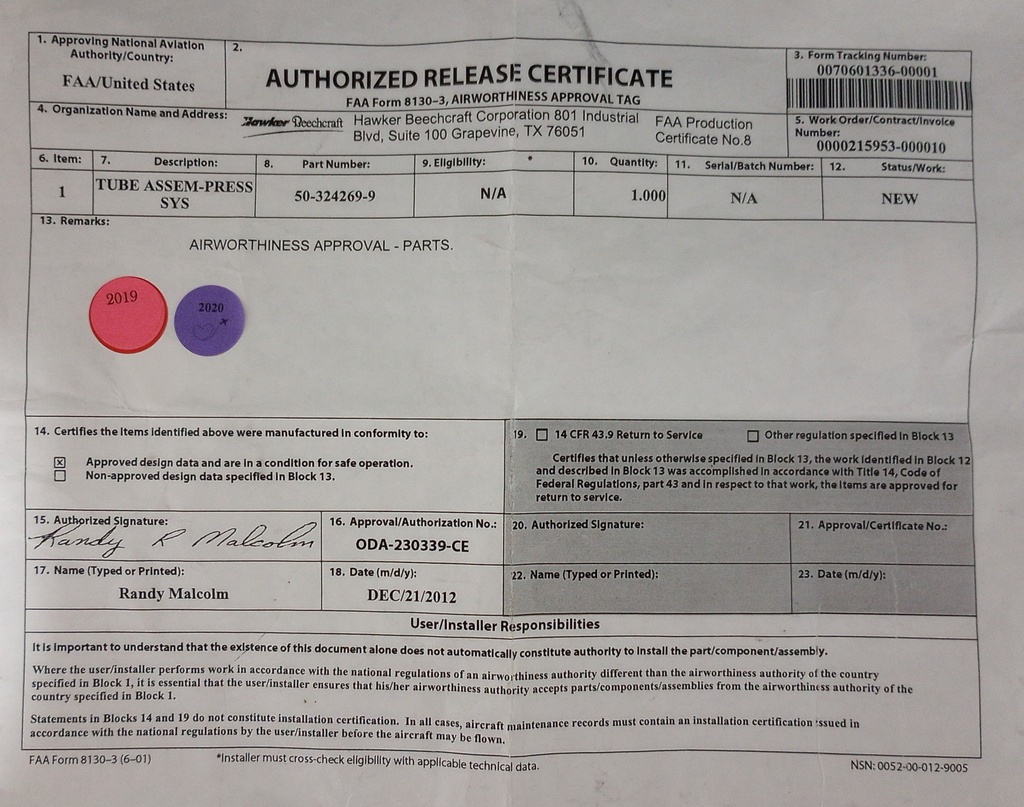 1. Approving National Aviation
Authority/Country:
FAA/United States
2.
AUTHORIZED RELEASE CERTIFICATE
FAA Form 8130–3, AIRWORTHINESS APPROVAL TAG
3. Form Tracking Number:
0070601336-00001
4. Organization Name and Address:
Hawker Beechcraft
Hawker Beechcraft Corporation 801 Industrial
Blvd, Suite 100 Grapevine, TX 76051
FAA Production
Certificate No.8
5. Work Order/Contract/Invoice
Number:
0000215953-000010
6. Item:
7. Description:
8. Part Number:
9. Eligibility: *
10. Quantity:
11. Serial/Batch Number:
12. Status/Work:
1
TUBE ASSEM-PRESS
SYS
50-324269-9
N/A
1.000
N/A
NEW
13. Remarks:
AIRWORTHINESS APPROVAL - PARTS.
2019
2020
14. Certifies the items identified above were manufactured in conformity to:
Approved design data and are in a condition for safe operation.
Non-approved design data specified in Block 13.
19. 14 CFR 43.9 Return to Service
Other regulation specified in Block 13
Certifies that unless otherwise specified in Block 13, the work identified in Block 12
and described in Block 13 was accomplished in accordance with Title 14, Code of
Federal Regulations, part 43 and in respect to that work, the items are approved for
return to service.
15. Authorized Signature:
Randy R Malcolm
16. Approval/Authorization No.:
ODA-230339-CE
20. Authorized Signature:
21. Approval/Certificate No.:
17. Name (Typed or Printed):
Randy Malcolm
18. Date (m/d/y):
DEC/21/2012
22. Name (Typed or Printed):
23. Date (m/d/y):
User/Installer Responsibilities
It is important to understand that the existence of this document alone does not automatically constitute authority to install the part/component/assembly.
Where the user/installer performs work in accordance with the national regulations of an airworthiness authority different than the airworthiness authority of the country
specified in Block 1, it is essential that the user/installer ensures that his/her airworthiness authority accepts parts/components/assemblies from the airworthiness authority of the
country specified in Block 1.
Statements in Blocks 14 and 19 do not constitute installation certification. In all cases, aircraft maintenance records must contain an installation certification issued in
accordance with the national regulations by the user/installer before the aircraft may be flown.
FAA Form 8130–3 (6–01)
*Installer must cross-check eligibility with applicable technical data.
NSN: 0052-00-012-9005